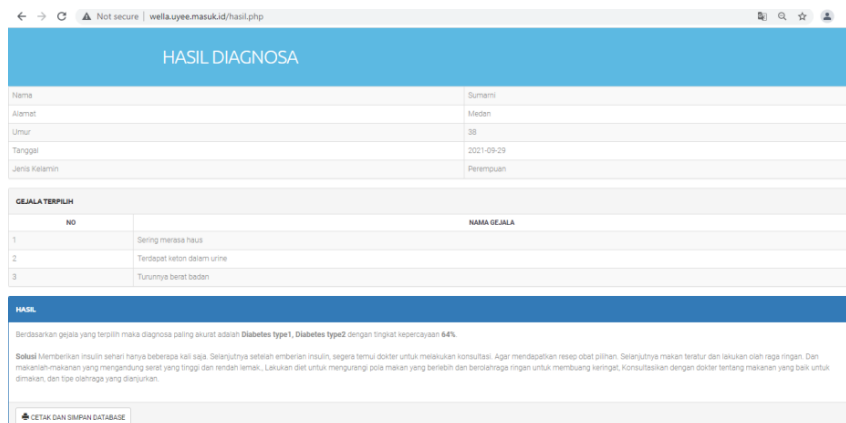 Not secure | wella.uyee.masuk.id/hasil.php
HASIL DIAGNOSA
Nama Sumarni
Alamat Medan
Umur 38
Tanggal 2021-09-29
Jenis Kelamin Perempuan
GEJALA TERPILIH
NO NAMA GEJALA
1 Sering merasa haus
2 Terdapat keton dalam urine
3 Turunnya berat badan
HASIL
Berdasarkan gejala yang terpilih maka diagnosa paling akurat adalah Diabetes type1, Diabetes type2 dengan tingkat kepercayaan 64%.
Solusi Memberikan insulin sehari hanya beberapa kali saja. Selanjutnya setelah emberian insulin, segera temui dokter untuk melakukan konsultasi. Agar mendapatkan resep obat pilihan. Selanjutnya makan teratur dan lakukan olah raga ringan. Dan
makanlah-makanan yang mengandung serat yang tinggi dan rendah lemak., Lakukan diet untuk mengurangi pola makan yang berlebih dan berolahraga ringan untuk membuang keringat, Konsultasikan dengan dokter tentang makanan yang baik untuk
dimakan, dan tipe olahraga yang dianjurkan.
CETAK DAN SIMPAN DATABASE